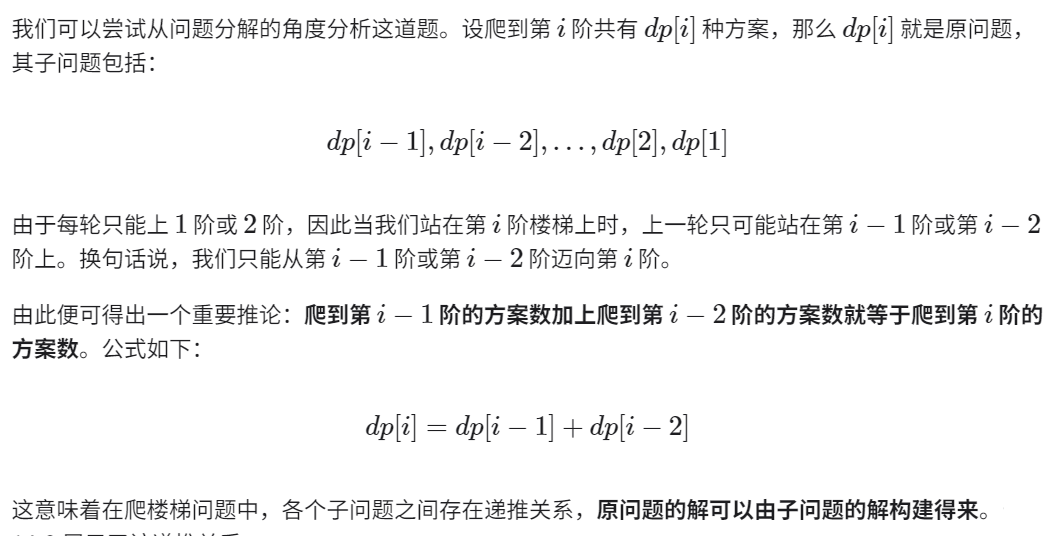 我们可以尝试从问题分解的角度分析这道题。设爬到第 i 阶共有 dp[i] 种方案，那么 dp[i] 就是原问题，
其子问题包括：
dp[i − 1], dp[i − 2], . . . , dp[2], dp[1]
由于每轮只能上 1 阶或 2 阶，因此当我们站在第 i 阶楼梯上时，上一轮只可能站在第 i − 1 阶或第 i − 2
阶上。换句话说，我们只能从第 i − 1 阶或第 i − 2 阶迈向第 i 阶。
由此便可得出一个重要推论：爬到第 i − 1 阶的方案数加上爬到第 i − 2 阶的方案数就等于爬到第 i 阶的
方案数。公式如下：
dp[i] = dp[i − 1] + dp[i − 2]
这意味着在爬楼梯问题中，各个子问题之间存在递推关系，原问题的解可以由子问题的解构建得来。